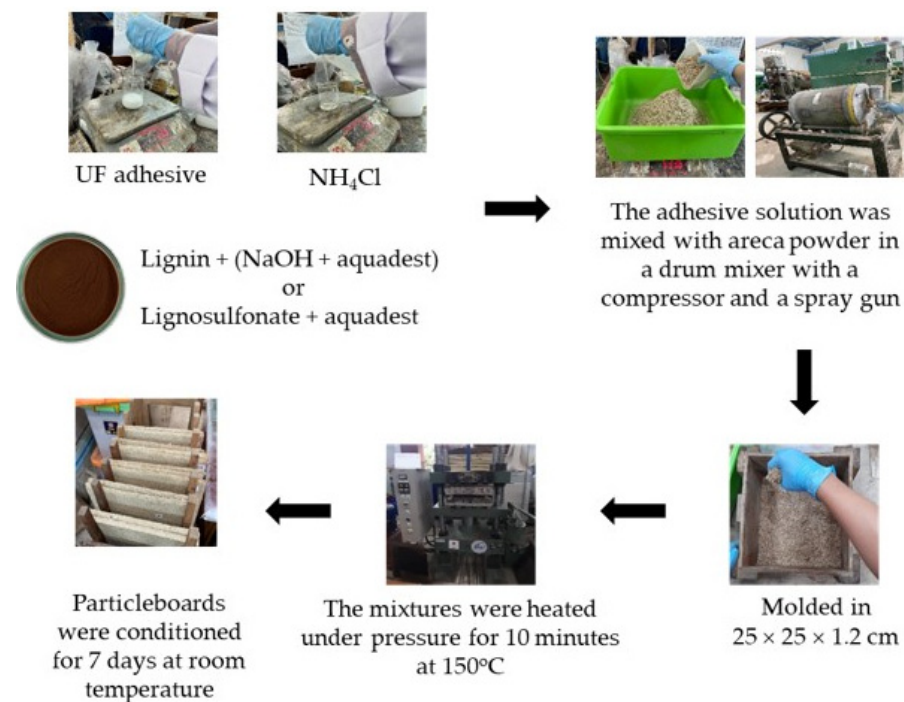 UF adhesive
NH₄Cl
Lignin + (NaOH + aquadest)
or
Lignosulfonate + aquadest
The adhesive solution was
mixed with areca powder in
a drum mixer with a
compressor and a spray gun
Molded in
25 × 25 × 1.2 cm
The mixtures were heated
under pressure for 10 minutes
at 150ºC
Particleboards
were conditioned
for 7 days at room
temperature